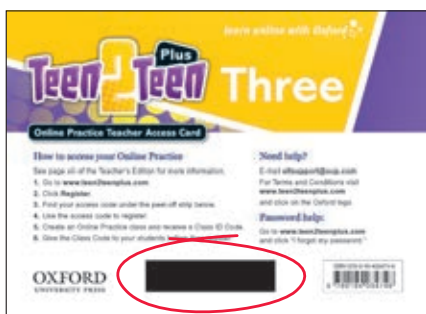 learn online with Oxford
Plus
Teen2Teen Three
Online Practice Teacher Access Card
How to access your Online Practice
See page xii of the Teacher's Edition for more information.
1. Go to www.teen2teenplus.com
2. Click Register.
3. Find your access code under the peel-off strip below.
4. Use the access code to register.
5. Create an Online Practice class and receive a Class ID Code.
6. Give the Class Code to your students
Need help?
E-mail eltsupport@oup.com
For Terms and Conditions visit
www.teen2teenplus.com
and click on the Oxford logo
Password help:
Go to www.teen2teenplus.com
and click "I forgot my password."
OXFORD
UNIVERSITY PRESS